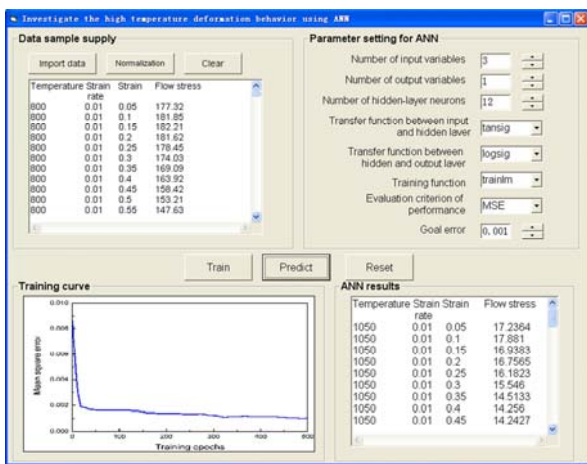 Investigate the high temperature deformation behavior using ANN
Data sample supply
Import data Normalization Clear
Temperature Strain rate Strain Flow stress
800 0.01 0.05 177.32
800 0.01 0.1 181.85
800 0.01 0.15 182.21
800 0.01 0.2 181.62
800 0.01 0.25 178.45
800 0.01 0.3 174.03
800 0.01 0.35 169.09
800 0.01 0.4 163.92
800 0.01 0.45 158.42
800 0.01 0.5 153.21
800 0.01 0.55 147.63
Parameter setting for ANN
Number of input variables 3
Number of output variables 1
Number of hidden-layer neurons 12
Transfer function between input
and hidden laver tansig
Transfer function between
hidden and output laver logsig
Training function trainlm
Evaluation criterion of
performance MSE
Goal error 0.001
Train Predict Reset
Training curve
Mean square error
0.010
0.008
0.006
0.004
0.002
0.000
0 100 200 300 400 500
Training epochs
ANN results
Temperature Strain rate Strain Flow stress
1050 0.01 0.05 17.2364
1050 0.01 0.1 17.881
1050 0.01 0.15 16.9383
1050 0.01 0.2 16.7565
1050 0.01 0.25 16.1823
1050 0.01 0.3 15.546
1050 0.01 0.35 14.5133
1050 0.01 0.4 14.256
1050 0.01 0.45 14.2427